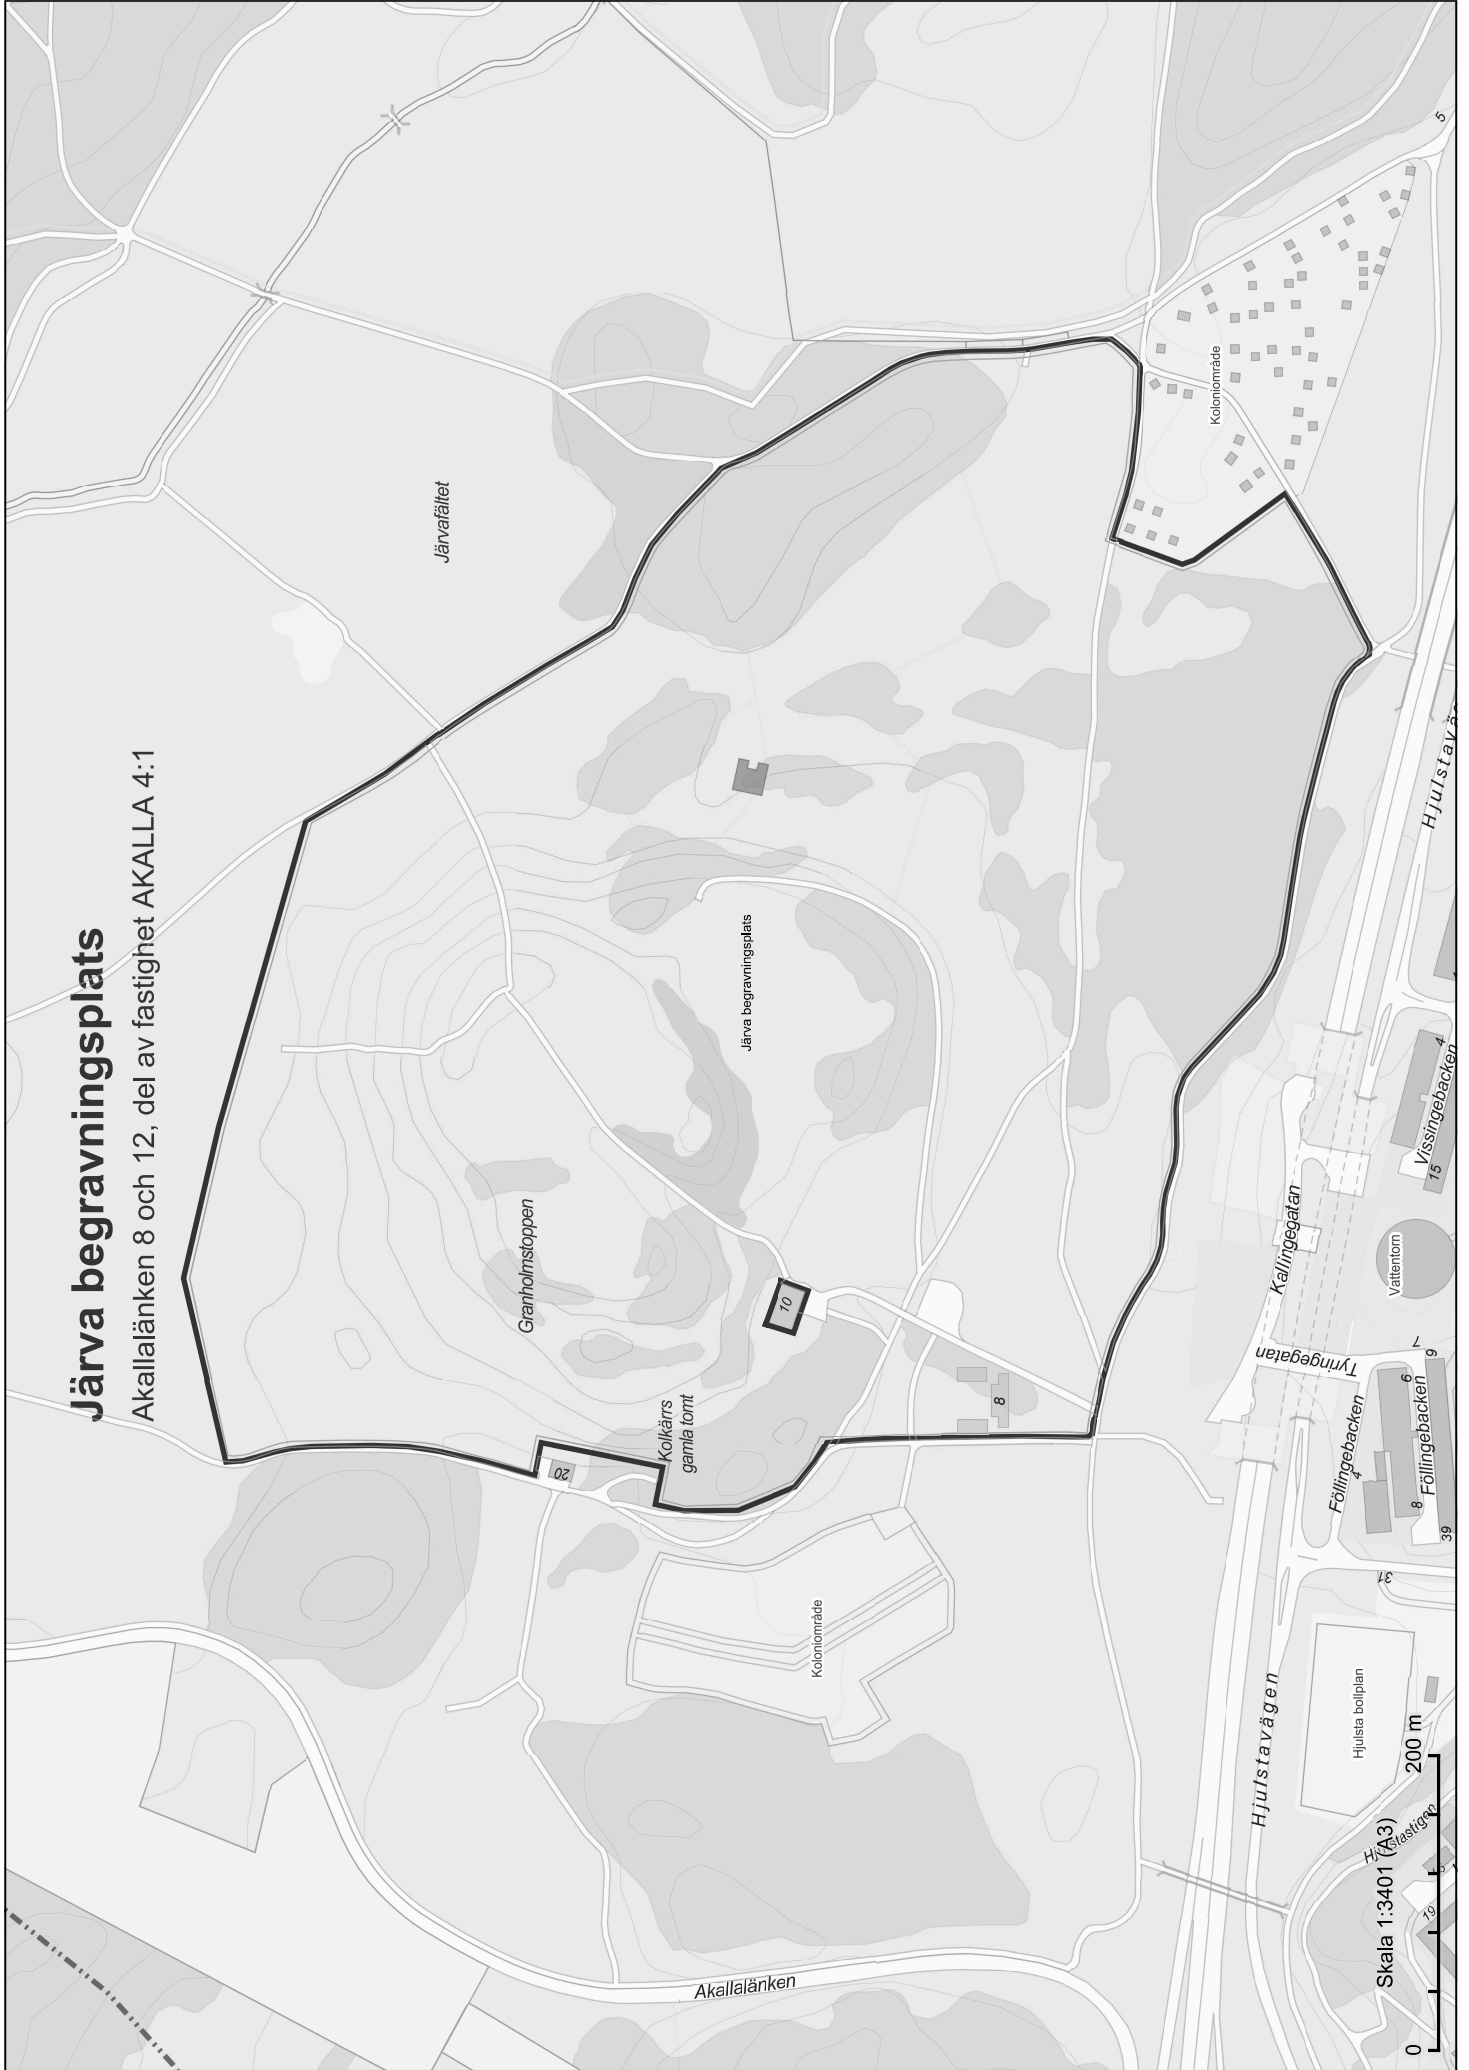 Järva begravningsplats
Akallalänken 8 och 12, del av fastighet AKALLA 4:1
Järvafältet
Granholmstoppen
Kolkärrs
gamla tomt
20
10
8
Järva begravningsplats
Koloniområde
Koloniområde
5
Akallalänken
Hjulstavägen
Kallingegatan
Tyringegatan
Vissingebacken
4
15
Vattentorn
Föllingebacken
4
Föllingebacken
6
8
7
9
39
31
Hjulsta bollplan
Hjulstavägen
19
Skala 1:3401 (A3)
0
200 m